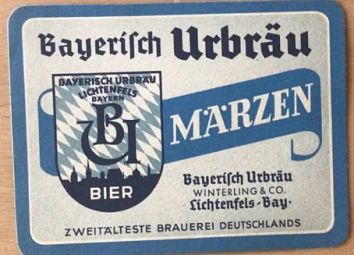 Bayerisch Urbräu
BAYERISCH URBRÄU
LICHTENFELS
BAYERN
BU
BIER
MÄRZEN
Bayerisch Urbräu
WINTERLING & CO.
Lichtenfels - Bay.
ZWEITÄLTESTE BRAUEREI DEUTSCHLANDS